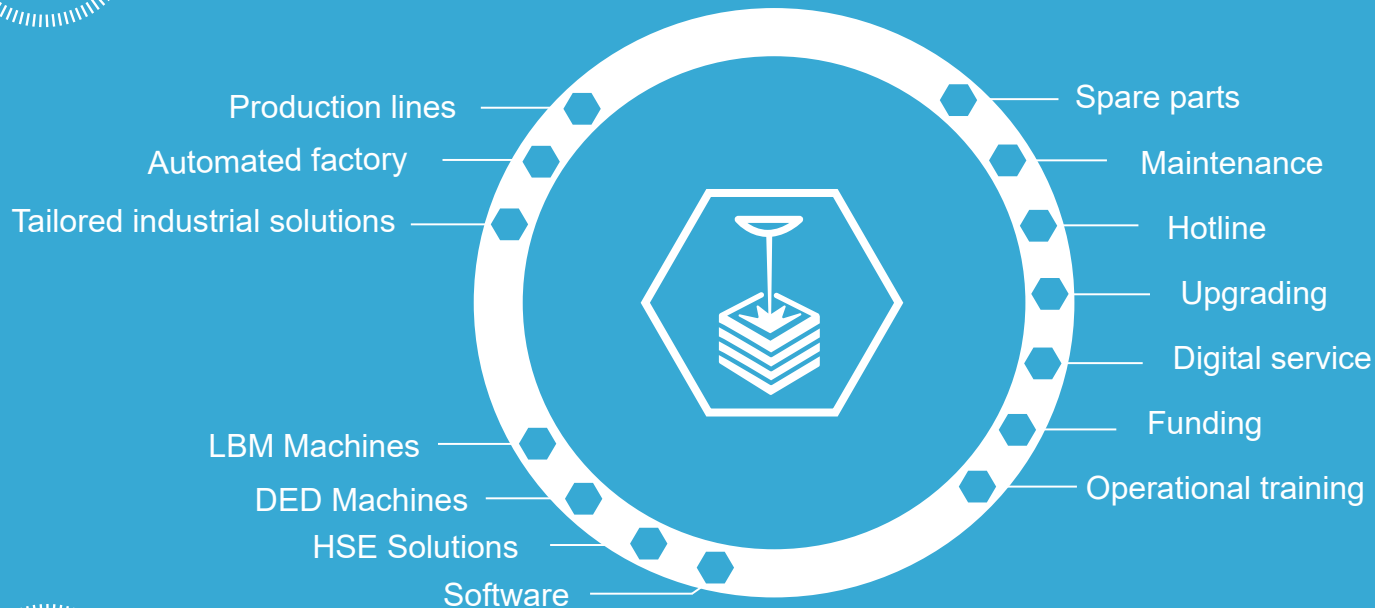 Production lines
Automated factory
Tailored industrial solutions
LBM Machines
DED Machines
HSE Solutions
Software
Spare parts
Maintenance
Hotline
Upgrading
Digital service
Funding
Operational training